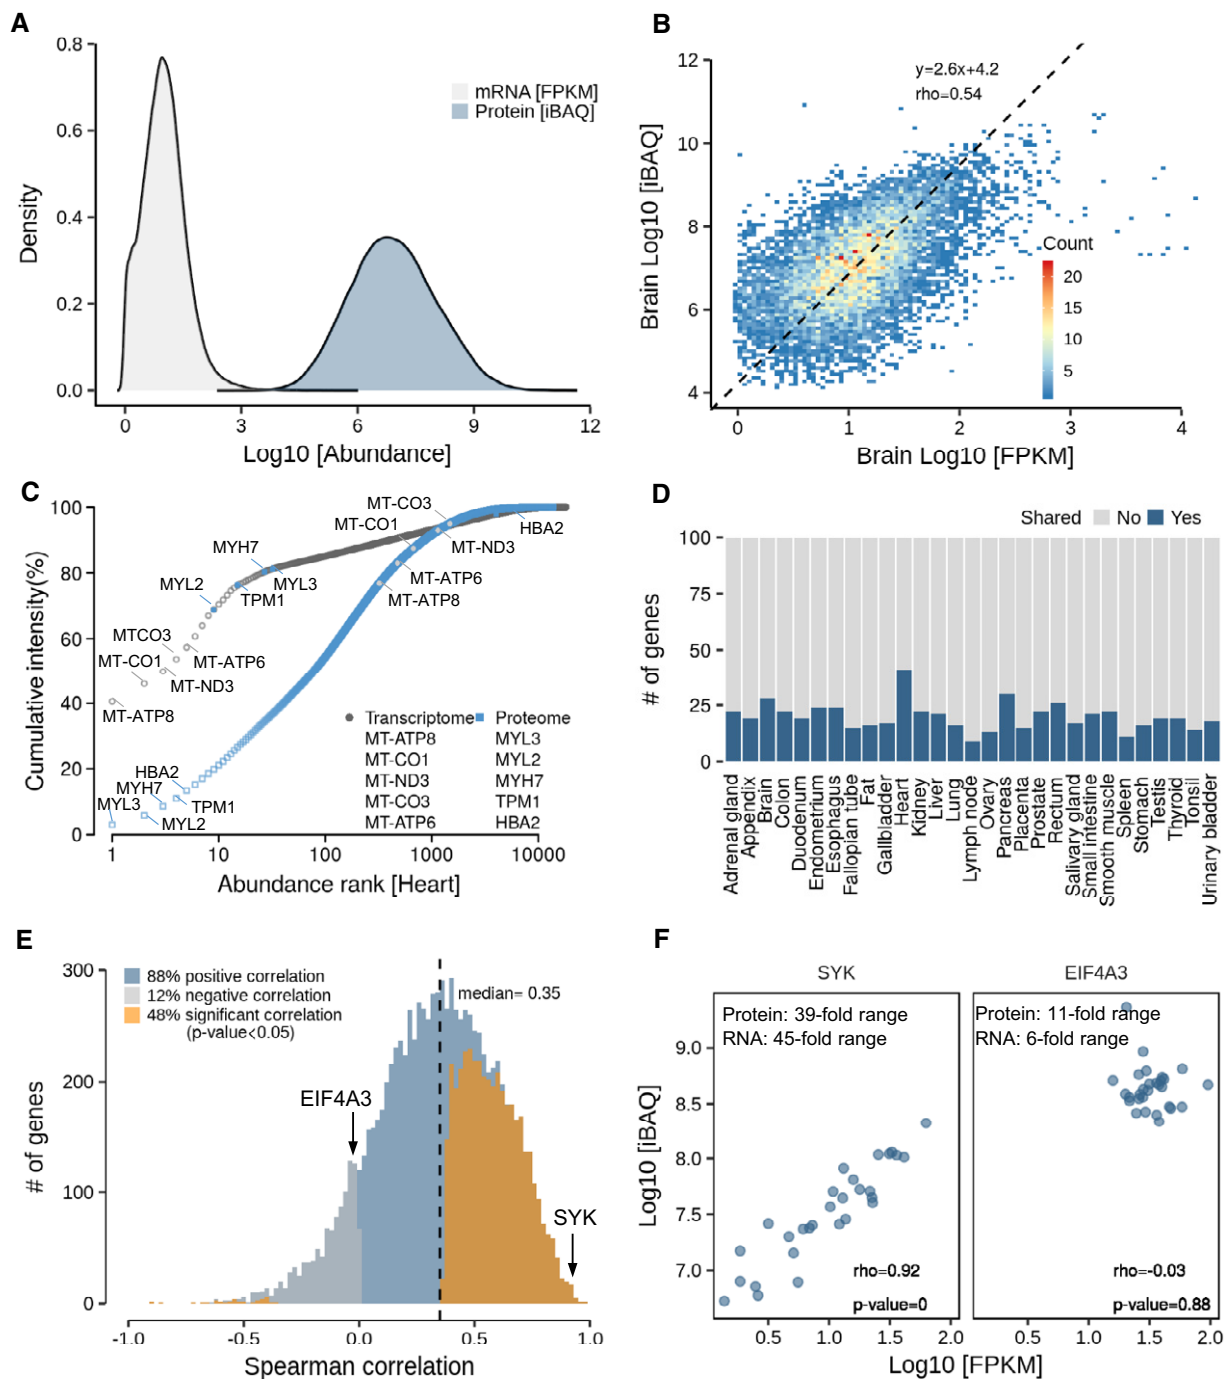 A
0.8
0.6
0.4
0.2
0.0
Density
mRNA [FPKM]
Protein [iBAQ]
0
3
6
9
12
Log10 [Abundance]
B
12
10
8
6
4
Brain Log10 [iBAQ]
y=2.6x+4.2
rho=0.54
Count
20
15
10
5
0
1
2
3
4
Brain Log10 [FPKM]
C
100
80
60
40
20
0
Cumulative intensity(%)
MT-CO3
MT-CO1
HBA2
MYH7
MT-ND3
MYL2
MYL3
MT-ATP6
TPM1
MT-ATP8
MTCO3
MT-CO1
MT-ATP6
MT-ND3
MT-ATP8
HBA2
MYH7
MYL3
TPM1
MYL2
Transcriptome Proteome
MT-ATP8 MYL3
MT-CO1 MYL2
MT-ND3 MYH7
MT-CO3 TPM1
MT-ATP6 HBA2
1
10
100
1000
10000
Abundance rank [Heart]
D
Shared No Yes
100
75
50
25
0
# of genes
Adrenal gland
Appendix
Brain
Colon
Duodenum
Endometrium
Esophagus
Fallopian tube
Fat
Gallbladder
Heart
Kidney
Liver
Lung
Lymph node
Ovary
Pancreas
Placenta
Prostate
Rectum
Salivary gland
Small intestine
Smooth muscle
Spleen
Stomach
Testis
Thyroid
Tonsil
Urinary bladder
E
300
200
100
0
# of genes
88% positive correlation
12% negative correlation
48% significant correlation
(p-value<0.05)
median= 0.35
EIF4A3
SYK
-1.0
-0.5
0.0
0.5
1.0
Spearman correlation
F
SYK
EIF4A3
Protein: 39-fold range
RNA: 45-fold range
Protein: 11-fold range
RNA: 6-fold range
9.0
8.5
8.0
7.5
7.0
Log10 [iBAQ]
rho=0.92
p-value=0
rho=-0.03
p-value=0.88
0.5
1.0
1.5
2.0
0.5
1.0
1.5
2.0
Log10 [FPKM]